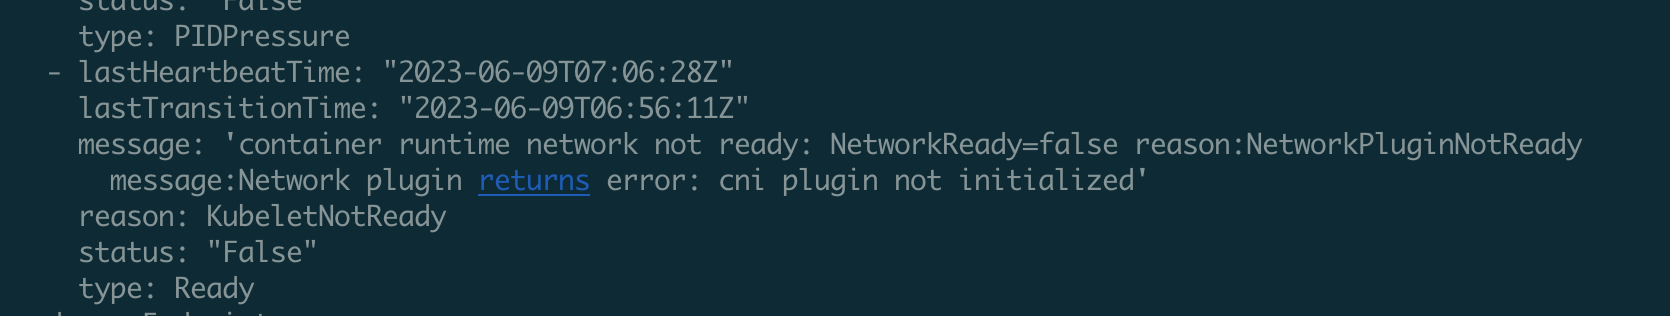 status: "False"
type: PIDPressure
- lastHeartbeatTime: "2023-06-09T07:06:28Z"
lastTransitionTime: "2023-06-09T06:56:11Z"
message: 'container runtime network not ready: NetworkReady=false reason:NetworkPluginNotReady
message:Network plugin returns error: cni plugin not initialized'
reason: KubeletNotReady
status: "False"
type: Ready